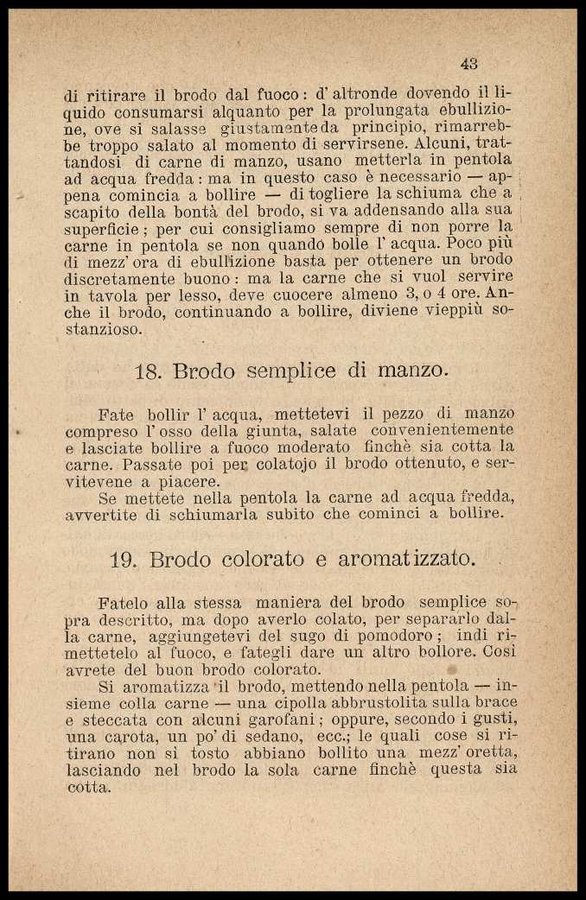 43
di ritirare il brodo dal fuoco : d' altronde dovendo il li-
quido consumarsi alquanto per la prolungata ebullizio-
ne, ove si salasse giustamente da principio, rimarreb-
be troppo salato al momento di servirsene. Alcuni, trat-
tandosi di carne di manzo, usano metterla in pentola
ad acqua fredda : ma in questo caso è necessario — ap-
pena comincia a bollire — di togliere la schiuma che a
scapito della bontà del brodo, si va addensando alla sua
superficie ; per cui consigliamo sempre di non porre la
carne in pentola se non quando bolle l' acqua. Poco più
di mezz' ora di ebullizione basta per ottenere un brodo
discretamente buono : ma la carne che si vuol servire
in tavola per lesso, deve cuocere almeno 3, o 4 ore. An-
che il brodo, continuando a bollire, diviene vieppiù so-
stanzioso.
18. Brodo semplice di manzo.
Fate bollir l' acqua, mettetevi il pezzo di manzo
compreso l' osso della giunta, salate convenientemente
e lasciate bollire a fuoco moderato finchè sia cotta la
carne. Passate poi per colatojo il brodo ottenuto, e ser-
vitevene a piacere.
Se mettete nella pentola la carne ad acqua fredda,
avvertite di schiumarla subito che cominci a bollire.
19. Brodo colorato e aromatizzato.
Fatelo alla stessa maniera del brodo semplice so-
pra descritto, ma dopo averlo colato, per separarlo dal-
la carne, aggiungetevi del sugo di pomodoro ; indi ri-
mettetelo al fuoco, e fategli dare un altro bollore. Così
avrete del buon brodo colorato.
Si aromatizza il brodo, mettendo nella pentola — in-
sieme colla carne — una cipolla abbrustolita sulla brace
e steccata con alcuni garofani ; oppure, secondo i gusti,
una carota, un po' di sedano, ecc.; le quali cose si ri-
tirano non si tosto abbiano bollito una mezz' oretta,
lasciando nel brodo la sola carne finchè questa sia
cotta.